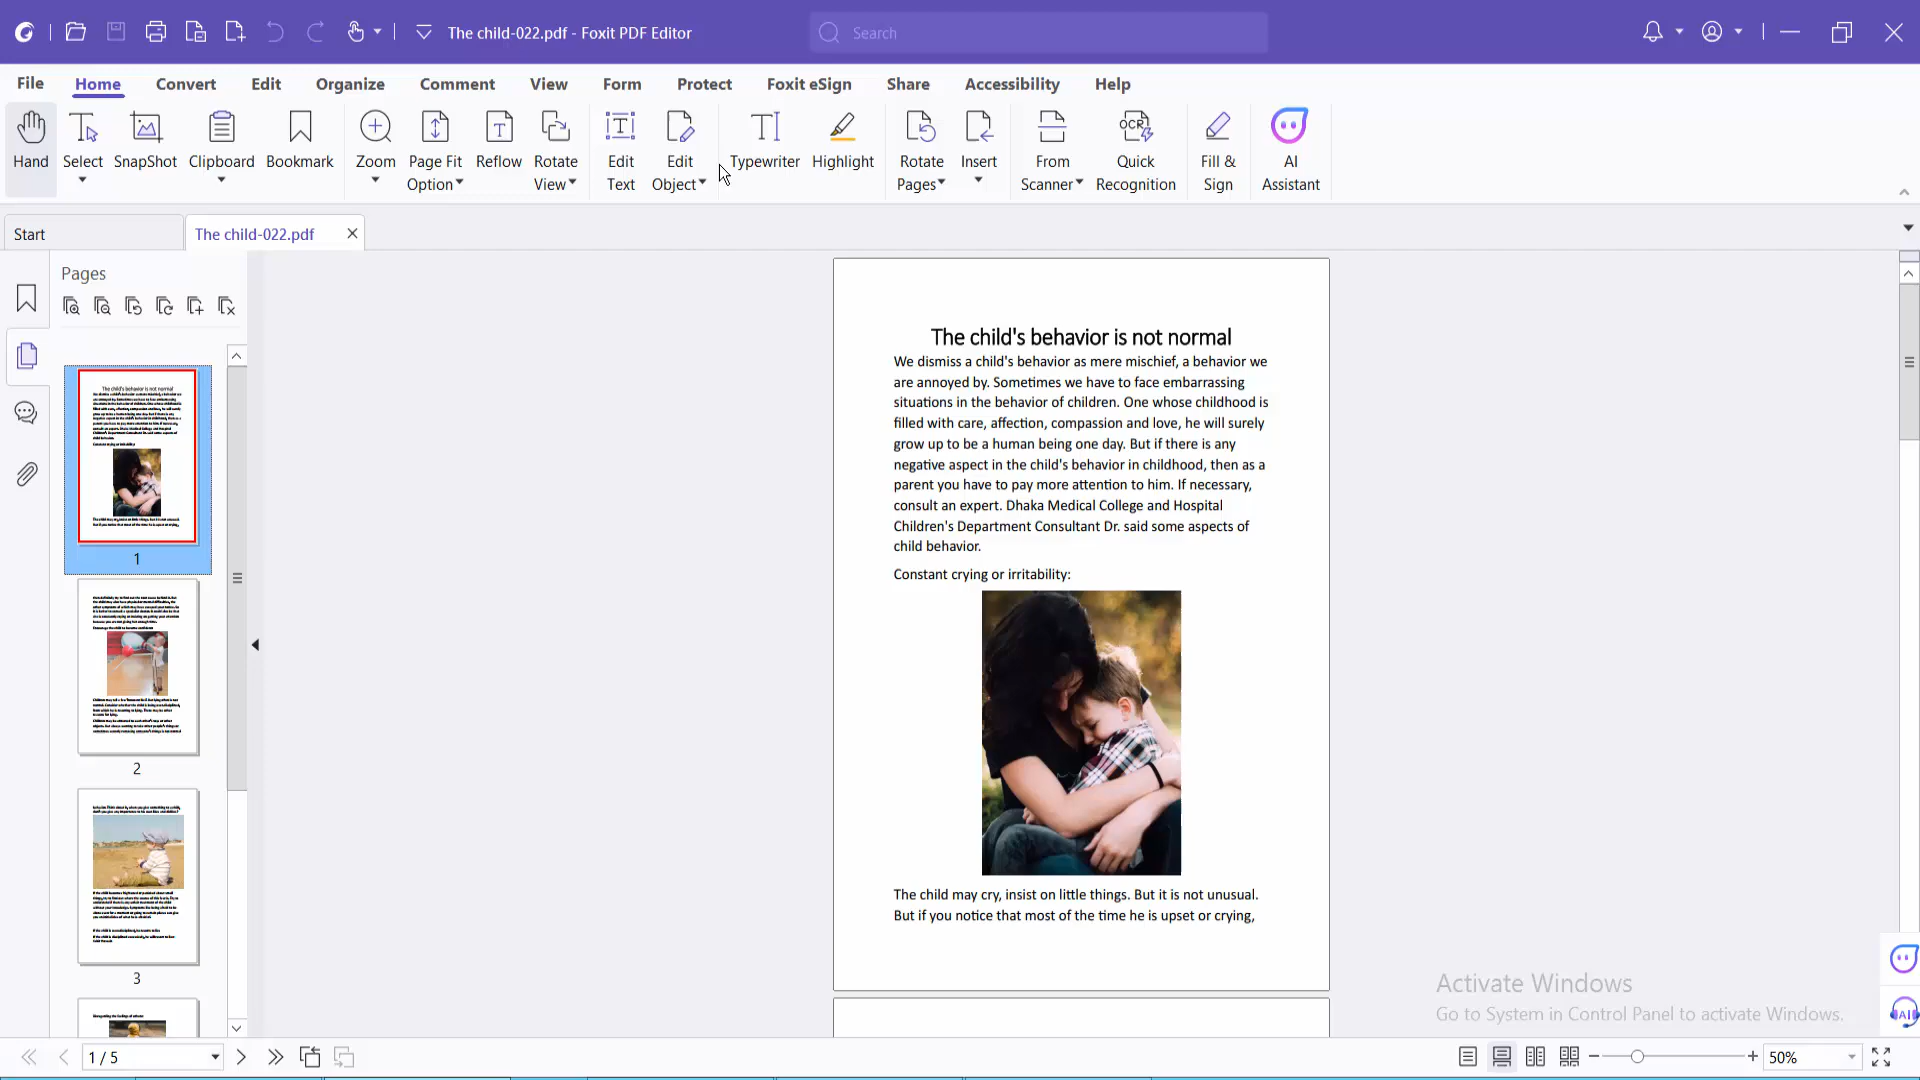 The child-022.pdf - Foxit PDF Editor
Search
File Home Convert Edit Organize Comment View Form Protect Foxit eSign Share Accessibility Help
Hand
Select
SnapShot
Clipboard
Bookmark
Zoom
Page Fit
Option
Reflow
Rotate
View
Edit
Text
Edit
Object
Typewriter
Highlight
Rotate
Pages
Insert
From
Scanner
OCR
Quick
Recognition
Fill &
Sign
AI
Assistant
Start
The child-022.pdf
Pages
1
2
3
The child's behavior is not normal
We dismiss a child's behavior as mere mischief, a behavior we
are annoyed by. Sometimes we have to face embarrassing
situations in the behavior of children. One whose childhood is
filled with care, affection, compassion and love, he will surely
grow up to be a human being one day. But if there is any
negative aspect in the child's behavior in childhood, then as a
parent you have to pay more attention to him. If necessary,
consult an expert. Dhaka Medical College and Hospital
Children's Department Consultant Dr. said some aspects of
child behavior.
Constant crying or irritability:
The child may cry, insist on little things. But it is not unusual.
But if you notice that most of the time he is upset or crying,
Activate Windows
Go to System in Control Panel to activate Windows.
AI
1 / 5
50%